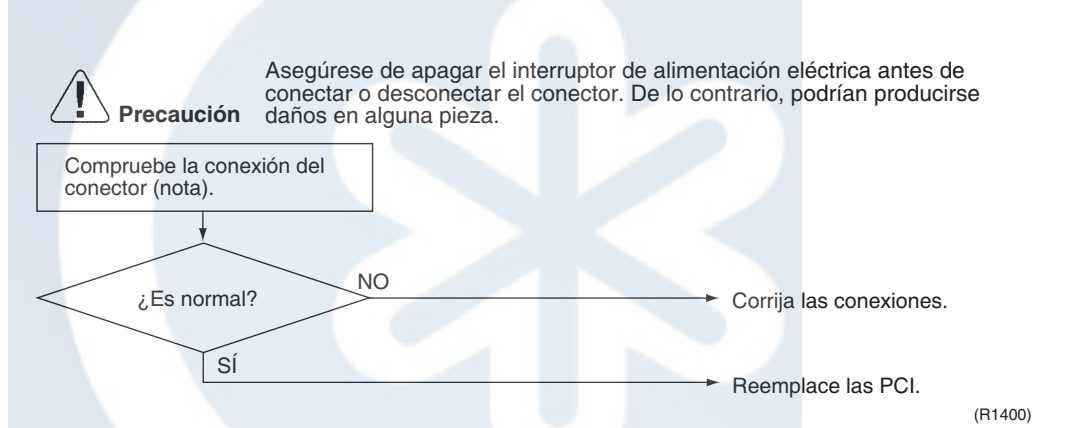 Asegúrese de apagar el interruptor de alimentación eléctrica antes de
conectar o desconectar el conector. De lo contrario, podrían producirse
Precaución daños en alguna pieza.
Compruebe la conexión del
conector (nota).
¿Es normal?
NO
Corrija las conexiones.
SÍ
Reemplace las PCI.
(R1400)